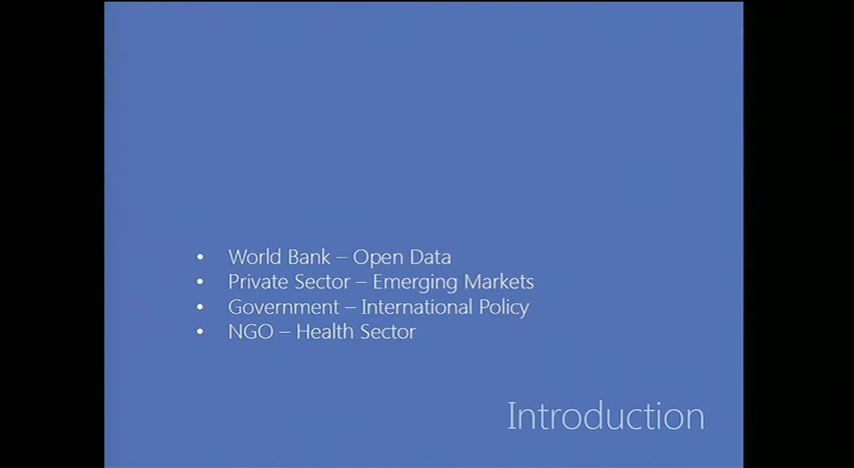 • World Bank – Open Data
• Private Sector – Emerging Markets
• Government – International Policy
• NGO – Health Sector
Introduction